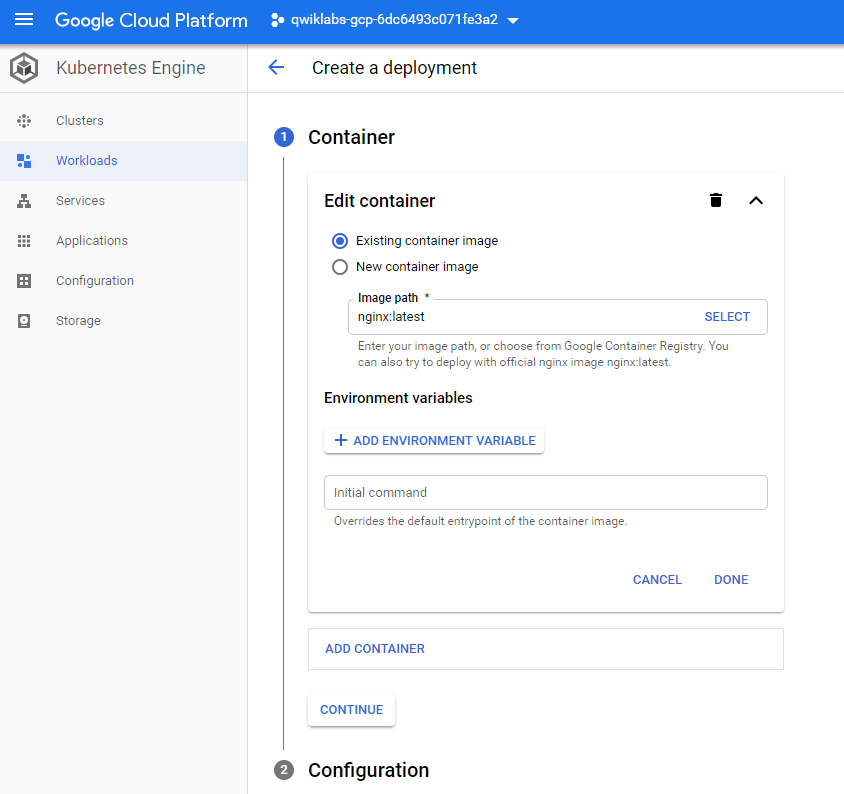 Google Cloud Platform
qwiklabs-gcp-6dc6493c071fe3a2
Kubernetes Engine
Create a deployment
Clusters
Workloads
Services
Applications
Configuration
Storage
1
Container
Edit container
Existing container image
New container image
Image path *
nginx:latest
SELECT
Enter your image path, or choose from Google Container Registry. You
can also try to deploy with official nginx image nginx:latest.
Environment variables
ADD ENVIRONMENT VARIABLE
Initial command
Overrides the default entrypoint of the container image.
CANCEL
DONE
ADD CONTAINER
CONTINUE
2
Configuration